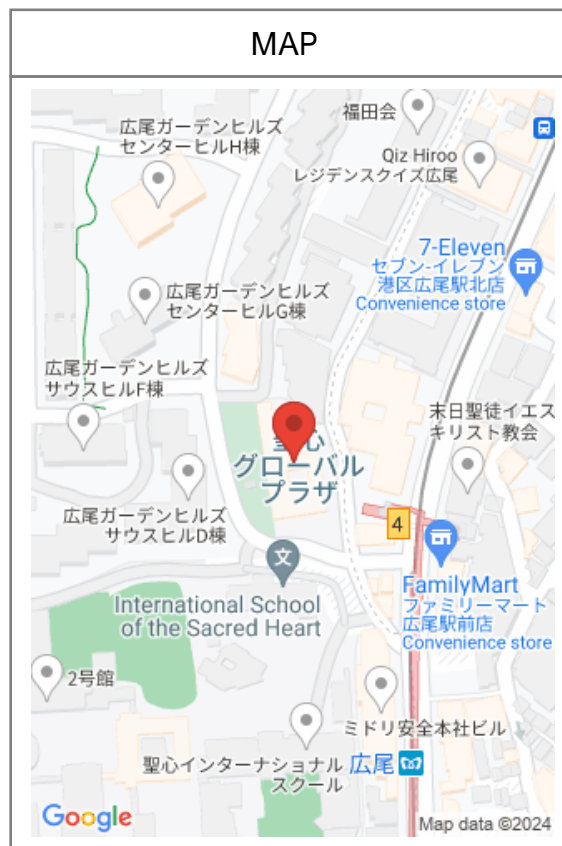 MAP
福田会
広尾ガーデンヒルズ
センターヒルH棟
Qiz Hiroo
レジデンスクイズ広尾
7-Eleven
セブン-イレブン
港区広尾駅北店
Convenience store
広尾ガーデンヒルズ
センターヒルG棟
広尾ガーデンヒルズ
サウスヒルF棟
末日聖徒イエス
キリスト教会
聖心
グローバル
プラザ
広尾ガーデンヒルズ
サウスヒルD棟
4
文
International School
of the Sacred Heart
FamilyMart
ファミリーマート
広尾駅前店
Convenience store
2号館
ミドリ安全本社ビル
聖心インターナショナル
スクール
広尾
Google
Map data ©2024